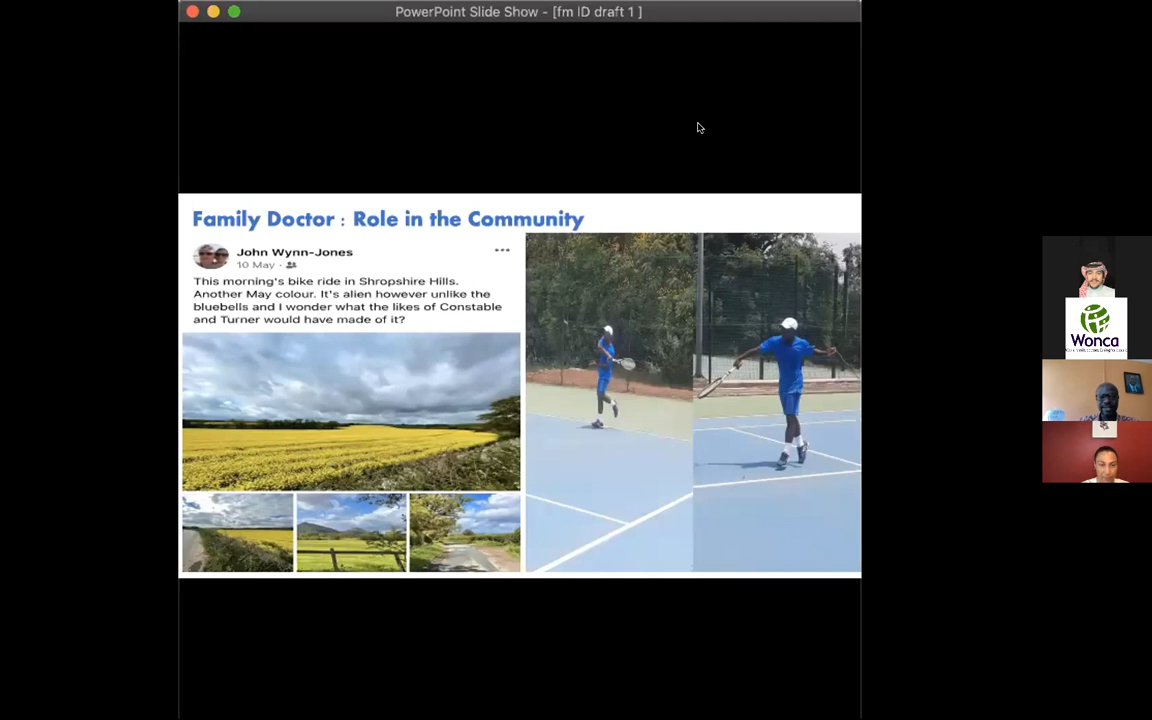 PowerPoint Slide Show - [fm ID draft 1 ]
Family Doctor : Role in the Community
John Wynn-Jones
10 May ·
This morning's bike ride in Shropshire Hills.
Another May colour. It's alien however unlike the
bluebells and I wonder what the likes of Constable
and Turner would have made of it?
Wonca